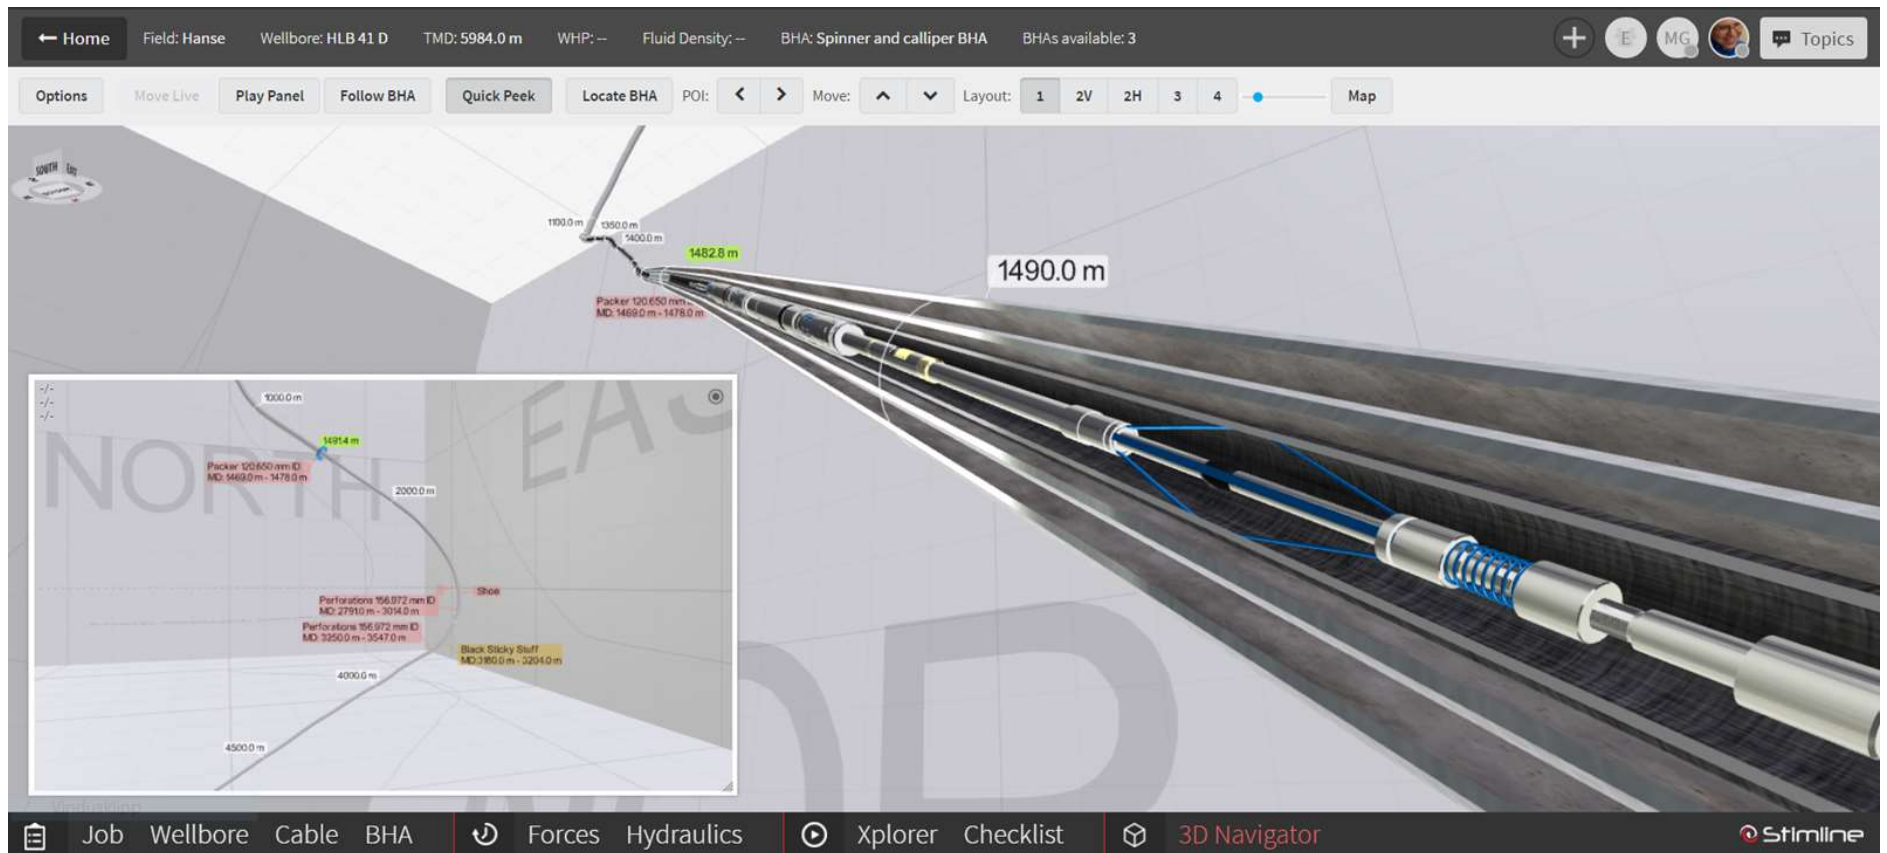 Home Field: Hanse Wellbore: HLB 41 D TMD: 5984.0 m WHP: -- Fluid Density: -- BHA: Spinner and calliper BHA BHAs available: 3 E MG Topics
Options Move Live Play Panel Follow BHA Quick Peek Locate BHA POI: Move: Layout: 1 2V 2H 3 4 Map
SOUTH
1100.0 m
1350.0 m
1400.0 m
1482.8 m
1490.0 m
Packer 120.650 mm ...
MD: 1469.0 m - 1478.0 m
-/-
-/-
-/-
1000.0 m
NORTH
EAS
1491.4 m
Packer 120.650 mm ID
MD: 1469.0 m - 1478.0 m
2000.0 m
Shoe
Perforations 156.972 mm ID
MD: 2791.0 m - 3014.0 m
Perforations 156.972 mm ID
MD: 3250.0 m - 3547.0 m
Black Sticky Stuff
MD: 3180.0 m - 3204.0 m
4000.0 m
4500.0 m
Job Wellbore Cable BHA Forces Hydraulics Xplorer Checklist 3D Navigator Stimline